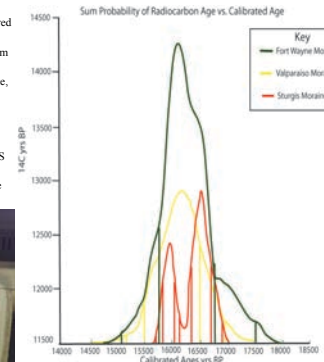 ed
m
e,
S
e
Sum Probability of Radiocarbon Age vs. Calibrated Age
Key
Fort Wayne Mo
Valparaiso Mor
Sturgis Moraine
14C yrs BP
14500
13500
13000
12500
12000
11500
14000 15000 15500 16000 16500 17000 17500 18000 18500
Calibrated Ages yrs BP